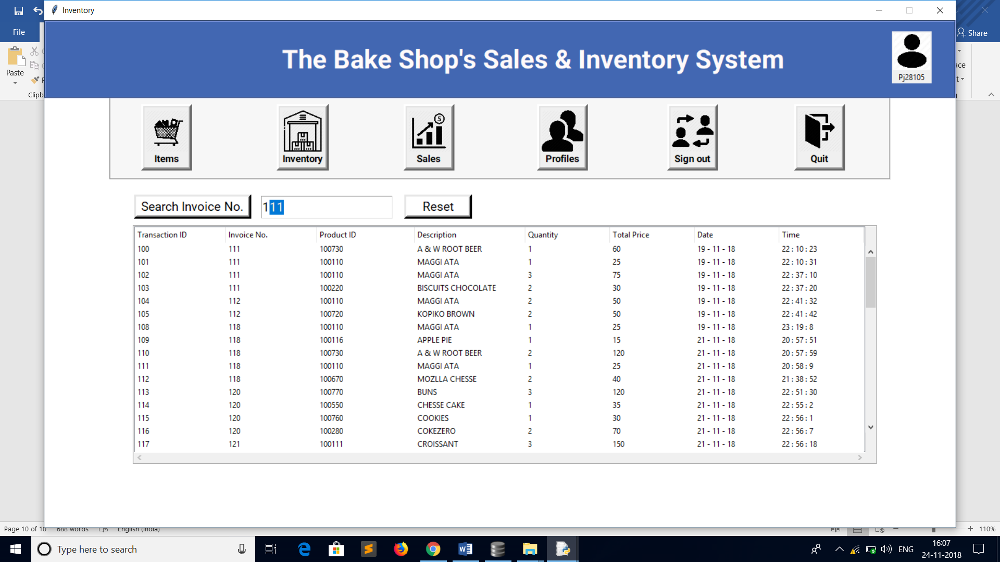 Inventory
File
Share
The Bake Shop's Sales & Inventory System
Pj28105
Paste
Clipb
Items
Inventory
Sales
Profiles
Sign out
Quit
Search Invoice No.
111
Reset
Transaction ID Invoice No. Product ID Description Quantity Total Price Date Time
100 111 100730 A & W ROOT BEER 1 60 19 - 11 - 18 22 : 10 : 23
101 111 100110 MAGGI ATA 1 25 19 - 11 - 18 22 : 10 : 31
102 111 100110 MAGGI ATA 3 75 19 - 11 - 18 22 : 37 : 10
103 111 100220 BISCUITS CHOCOLATE 2 30 19 - 11 - 18 22 : 37 : 20
104 112 100110 MAGGI ATA 2 50 19 - 11 - 18 22 : 41 : 32
105 112 100720 KOPIKO BROWN 2 50 19 - 11 - 18 22 : 41 : 42
108 118 100110 MAGGI ATA 1 25 19 - 11 - 18 23 : 19 : 8
109 118 100116 APPLE PIE 1 15 21 - 11 - 18 20 : 57 : 51
110 118 100730 A & W ROOT BEER 2 120 21 - 11 - 18 20 : 57 : 59
111 118 100110 MAGGI ATA 1 25 21 - 11 - 18 20 : 58 : 9
112 118 100670 MOZLLA CHESSE 2 40 21 - 11 - 18 21 : 38 : 52
113 120 100770 BUNS 3 120 21 - 11 - 18 22 : 51 : 30
114 120 100550 CHESSE CAKE 1 35 21 - 11 - 18 22 : 55 : 2
115 120 100760 COOKIES 1 30 21 - 11 - 18 22 : 56 : 1
116 120 100280 COKEZERO 2 70 21 - 11 - 18 22 : 56 : 7
117 121 100111 CROISSANT 3 150 21 - 11 - 18 22 : 56 : 18
Page 10 of 10 688 words English (India) 110%
Type here to search
ENG
16:07
24-11-2018